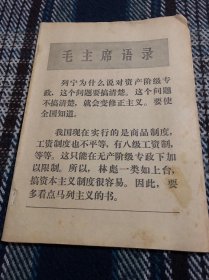 毛主席语录
列宁为什么说对资产阶级专
政，这个问题要搞清楚。这个问题
不搞清楚，就会变修正主义。要使
全国知道。
我国现在实行的是商品制度，
工资制度也不平等，有八级工资制，
等等。这只能在无产阶级专政下加
以限制。所以，林彪一类如上台，
搞资本主义制度很容易。因此，要
多看点马列主义的书。